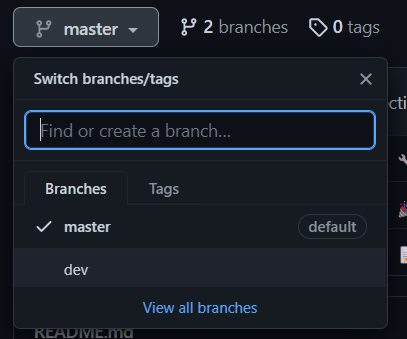 master 2 branches 0 tags
Switch branches/tags
Find or create a branch...
Branches Tags
master default
dev
View all branches
README.md